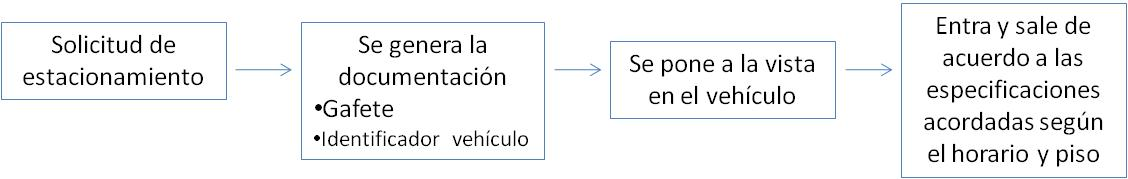 Solicitud de
estacionamiento
Se genera la
documentación
•Gafete
•Identificador vehículo
Se pone a la vista
en el vehículo
Entra y sale de
acuerdo a las
especificaciones
acordadas según
el horario y piso